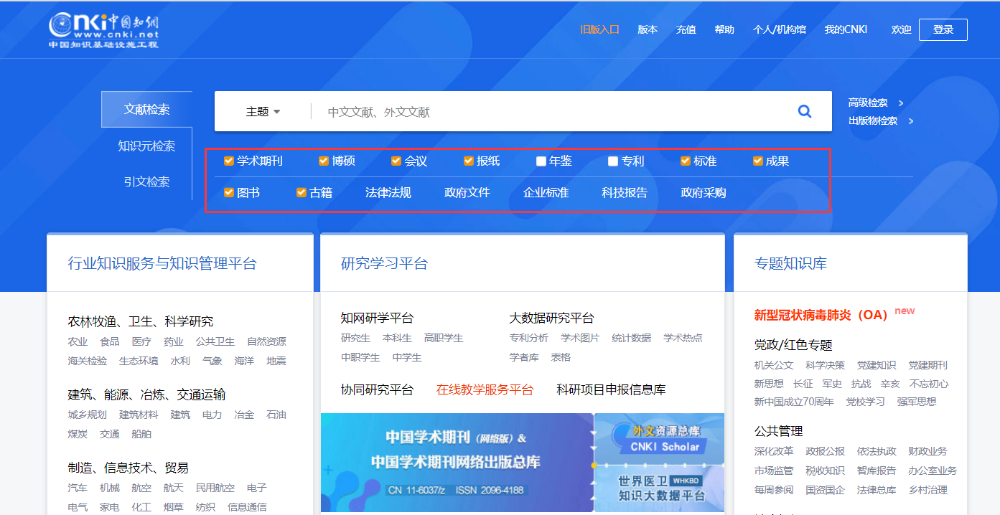 Cnki中国知网
www.cnki.net
中国知识基础设施工程
旧版入口 版本 充值 帮助 个人/机构馆 我的CNKI 欢迎 登录
文献检索
知识元检索
引文检索
主题 中文文献、外文文献
高级检索 >
出版物检索 >
学术期刊 博硕 会议 报纸 年鉴 专利 标准 成果
图书 古籍 法律法规 政府文件 企业标准 科技报告 政府采购
行业知识服务与知识管理平台
农林牧渔、卫生、科学研究
农业 食品 医疗 药业 公共卫生 自然资源
海关检验 生态环境 水利 气象 海洋 地震
建筑、能源、冶炼、交通运输
城乡规划 建筑材料 建筑 电力 冶金 石油
煤炭 交通 船舶
制造、信息技术、贸易
汽车 机械 航空 航天 民用航空 电子
电气 家电 化工 烟草 纺织 信息通信
研究学习平台
知网研学平台
研究生 本科生 高职学生
中职学生 中学生
大数据研究平台
专利分析 学术图片 统计数据 学术热点
学者库 表格
协同研究平台 在线教学服务平台 科研项目申报信息库
中国学术期刊（网络版）&
中国学术期刊网络出版总库
CN 11-6037/z ISSN 2096-4188
外文资源总库
CNKI Scholar
世界医卫 WHKBD
知识大数据平台
专题知识库
新型冠状病毒肺炎（OA） new
党政/红色专题
机关公文 科学决策 党建知识 党建期刊
新思想 长征 军史 抗战 辛亥 不忘初心
新中国成立70周年 党校学习 强军思想
公共管理
深化改革 政报公报 依法执政 财政业务
市场监管 税收知识 智库报告 办公室业务
每周参阅 国资国企 法律总库 乡村治理